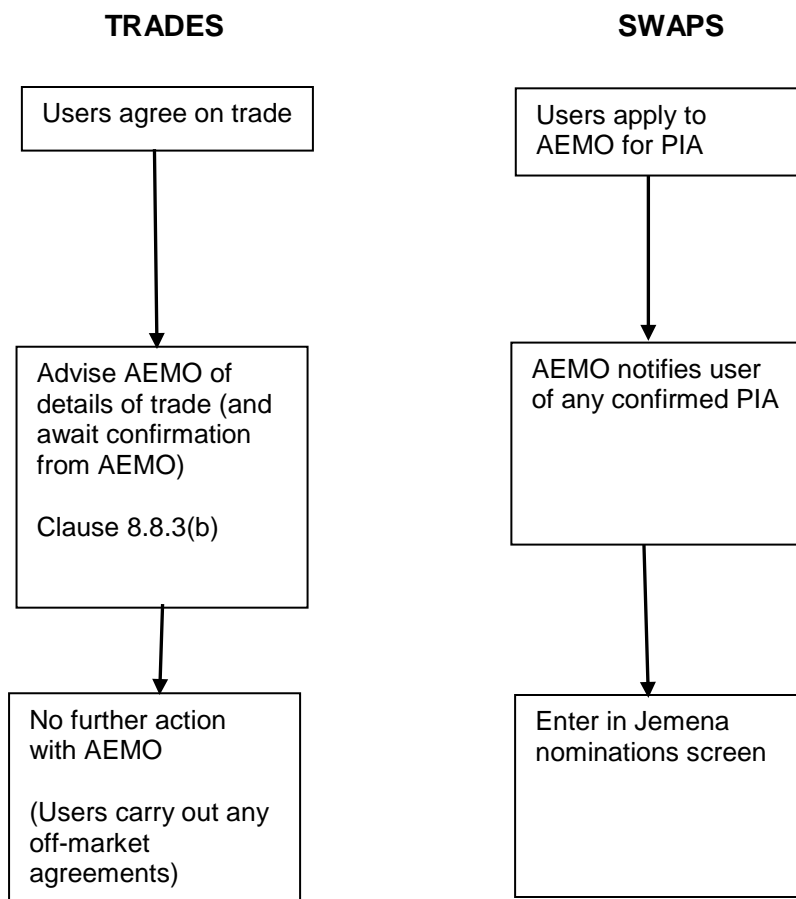 TRADES
SWAPS
Users agree on trade
Users apply to
AEMO for PIA
Advise AEMO of
details of trade (and
await confirmation
from AEMO)
Clause 8.8.3(b)
AEMO notifies user
of any confirmed PIA
No further action
with AEMO
(Users carry out any
off-market
agreements)
Enter in Jemena
nominations screen